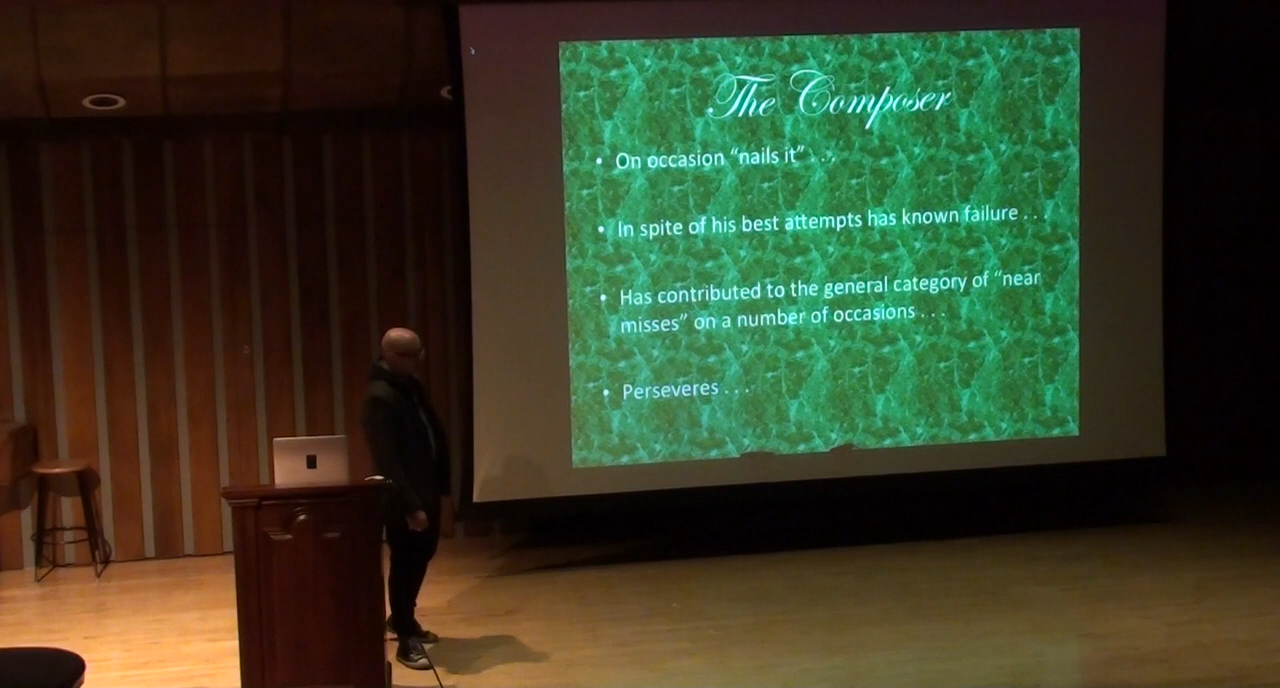 The Composer
• On occasion “nails it” . . .
• In spite of his best attempts has known failure . . .
• Has contributed to the general category of “near
misses” on a number of occasions . . .
• Perseveres . . .